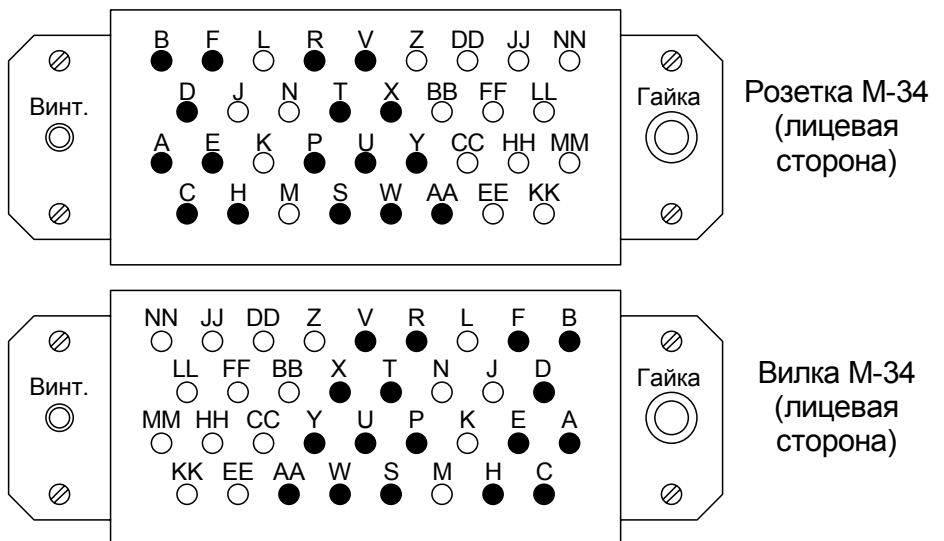 B F L R V Z DD JJ NN
D J N T X BB FF LL
Винт.
Гайка
A E K P U Y CC HH MM
C H M S W AA EE KK
Розетка М-34
(лицевая
сторона)
NN JJ DD Z V R L F B
LL FF BB X T N J D
Винт.
Гайка
MM HH CC Y U P K E A
KK EE AA W S M H C
Вилка М-34
(лицевая
сторона)